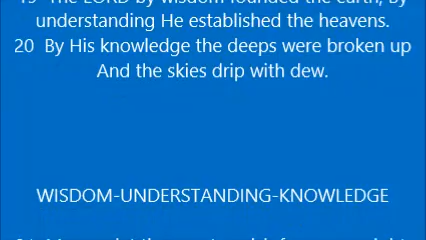 19 The LORD by wisdom founded the earth, by
understanding He established the heavens.
20 By His knowledge the deeps were broken up
And the skies drip with dew.
WISDOM-UNDERSTANDING-KNOWLEDGE